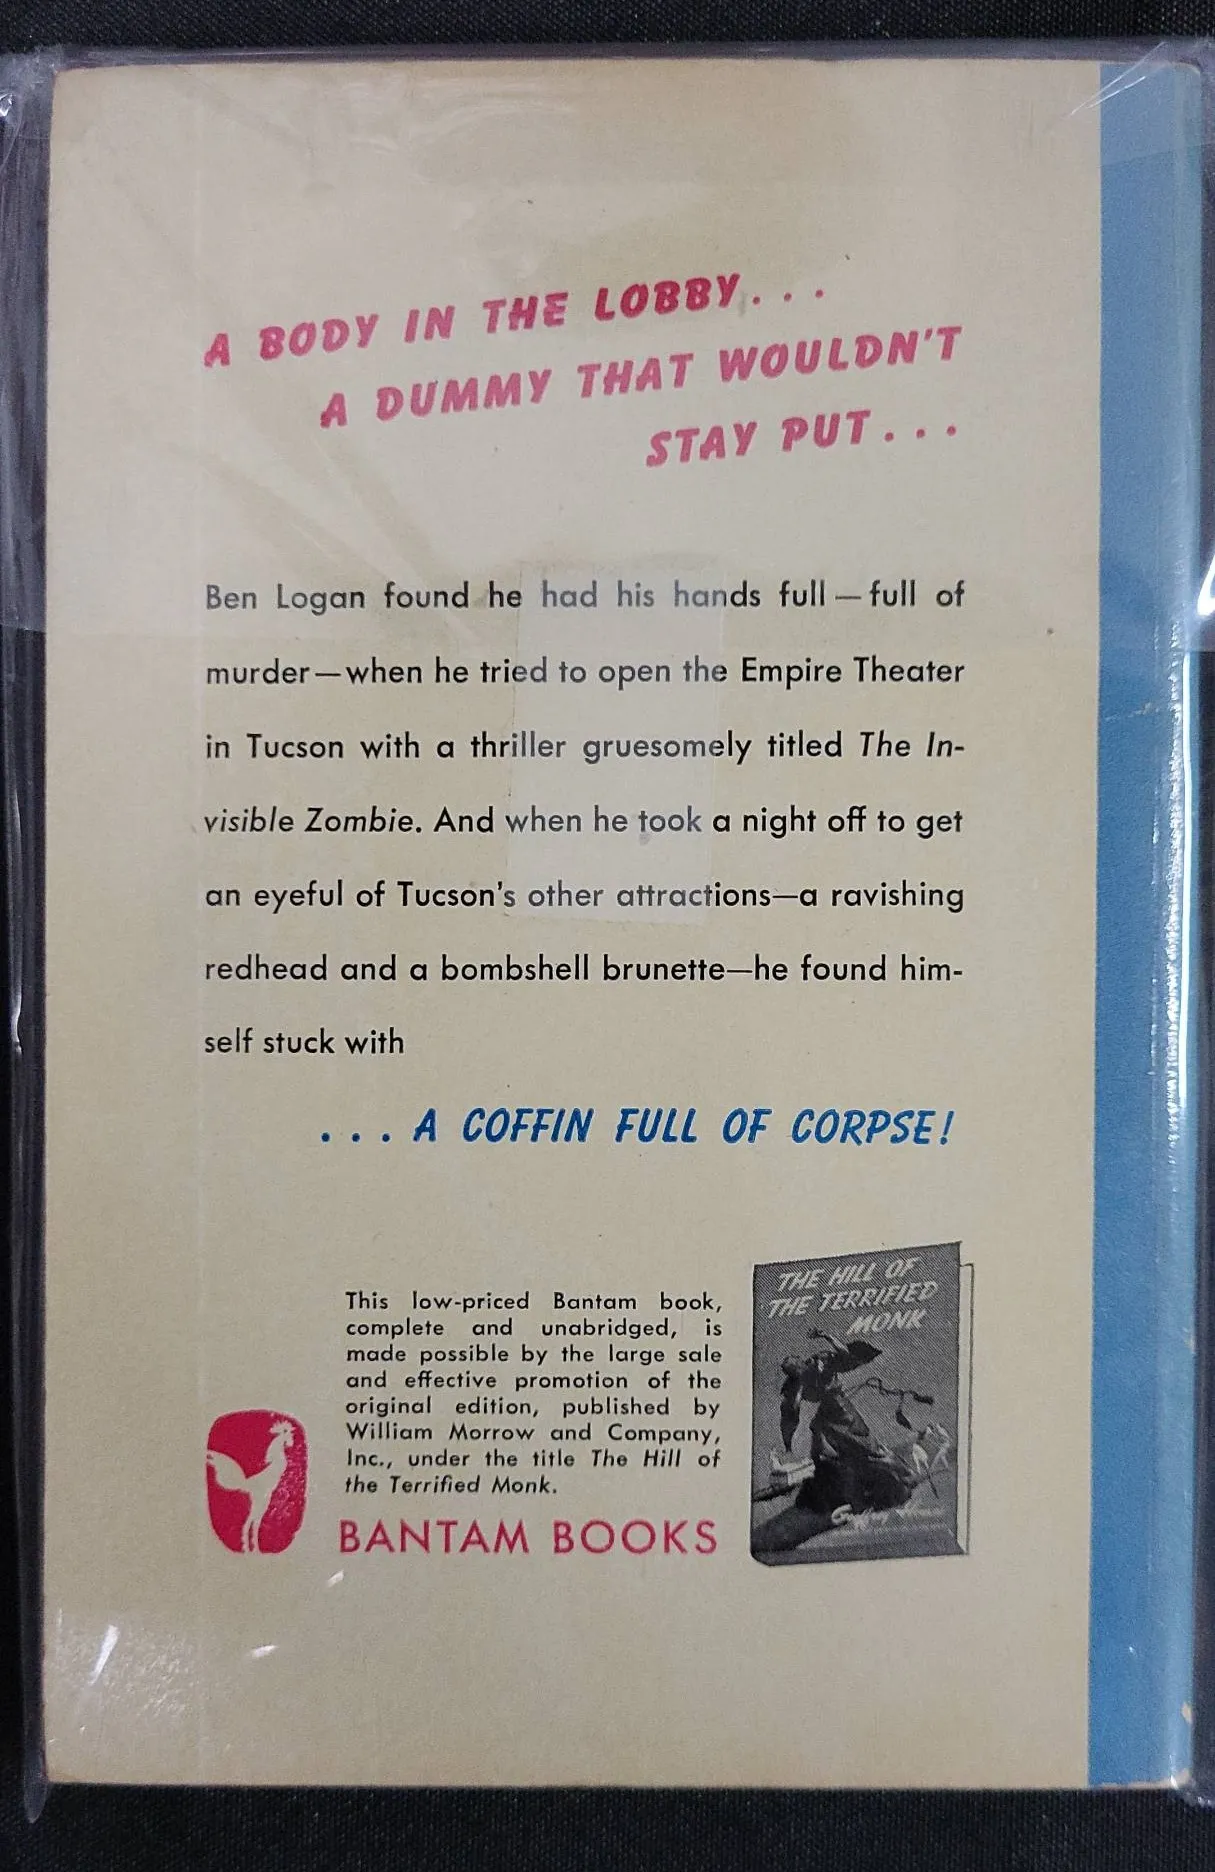 A BODY IN THE LOBBY...
A DUMMY THAT WOULDN'T
STAY PUT...
Ben Logan found he had his hands full—full of
murder—when he tried to open the Empire Theater
in Tucson with a thriller gruesomely titled The In-
visible Zombie. And when he took a night off to get
an eyeful of Tucson's other attractions—a ravishing
redhead and a bombshell brunette—he found him-
self stuck with
...A COFFIN FULL OF CORPSE!
This low-priced Bantam book,
complete and unabridged, is
made possible by the large sale
and effective promotion of the
original edition, published by
William Morrow and Company,
Inc., under the title The Hill of
the Terrified Monk.
BANTAM BOOKS
THE HILL OF
THE TERRIFIED
MONK